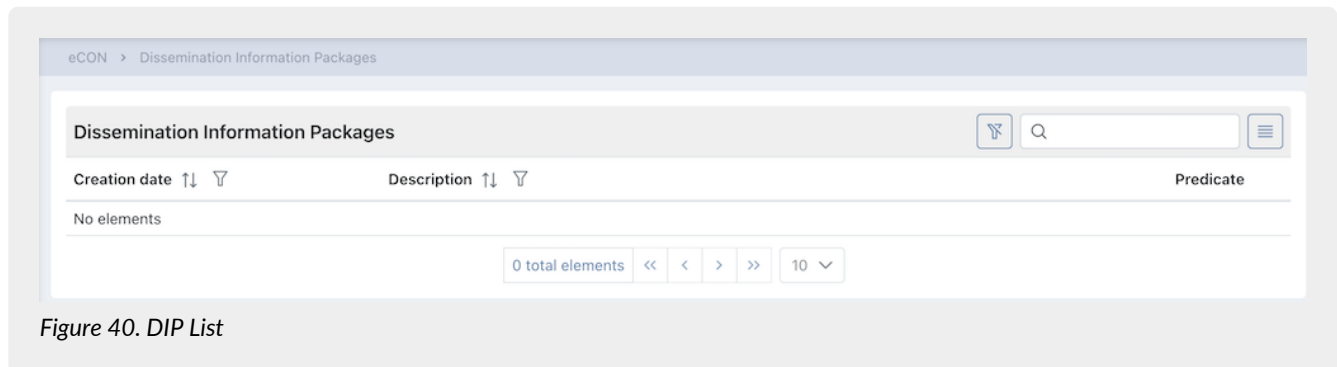 eCON > Dissemination Information Packages
Dissemination Information Packages
Creation date Description Predicate
No elements
0 total elements << < > >> 10
Figure 40. DIP List